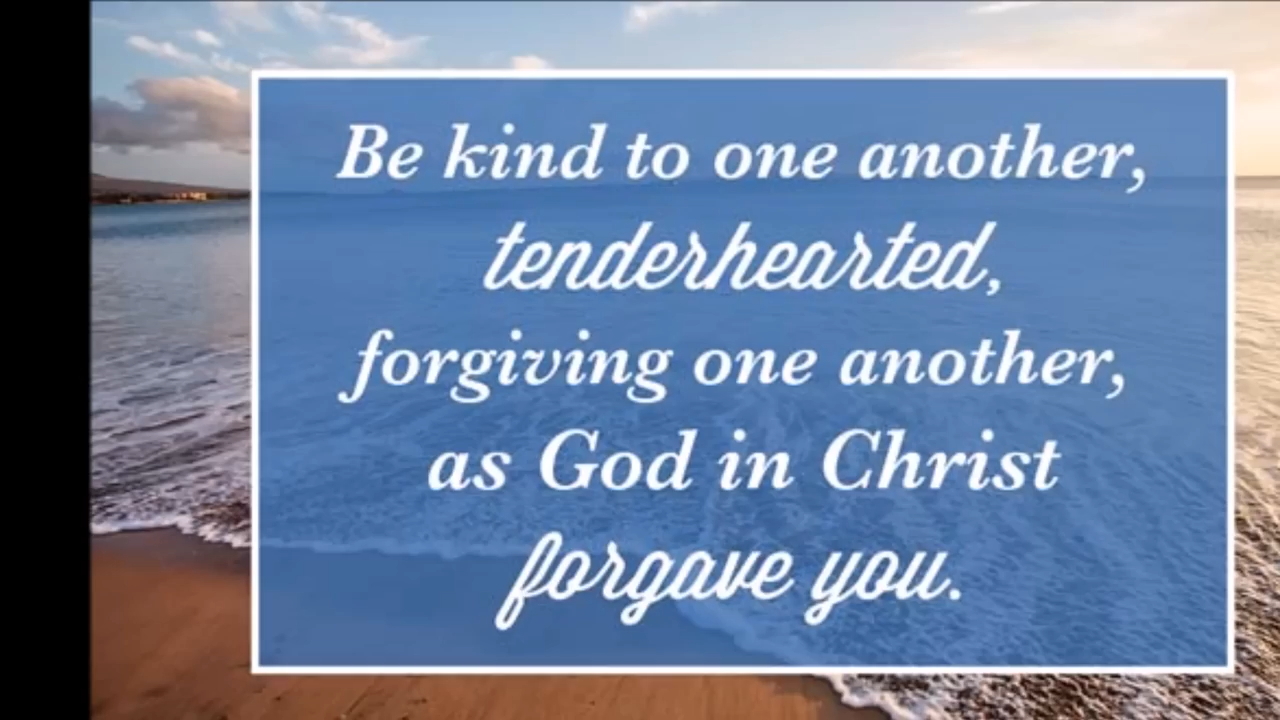 Be kind to one another,
tenderhearted,
forgiving one another,
as God in Christ
forgave you.